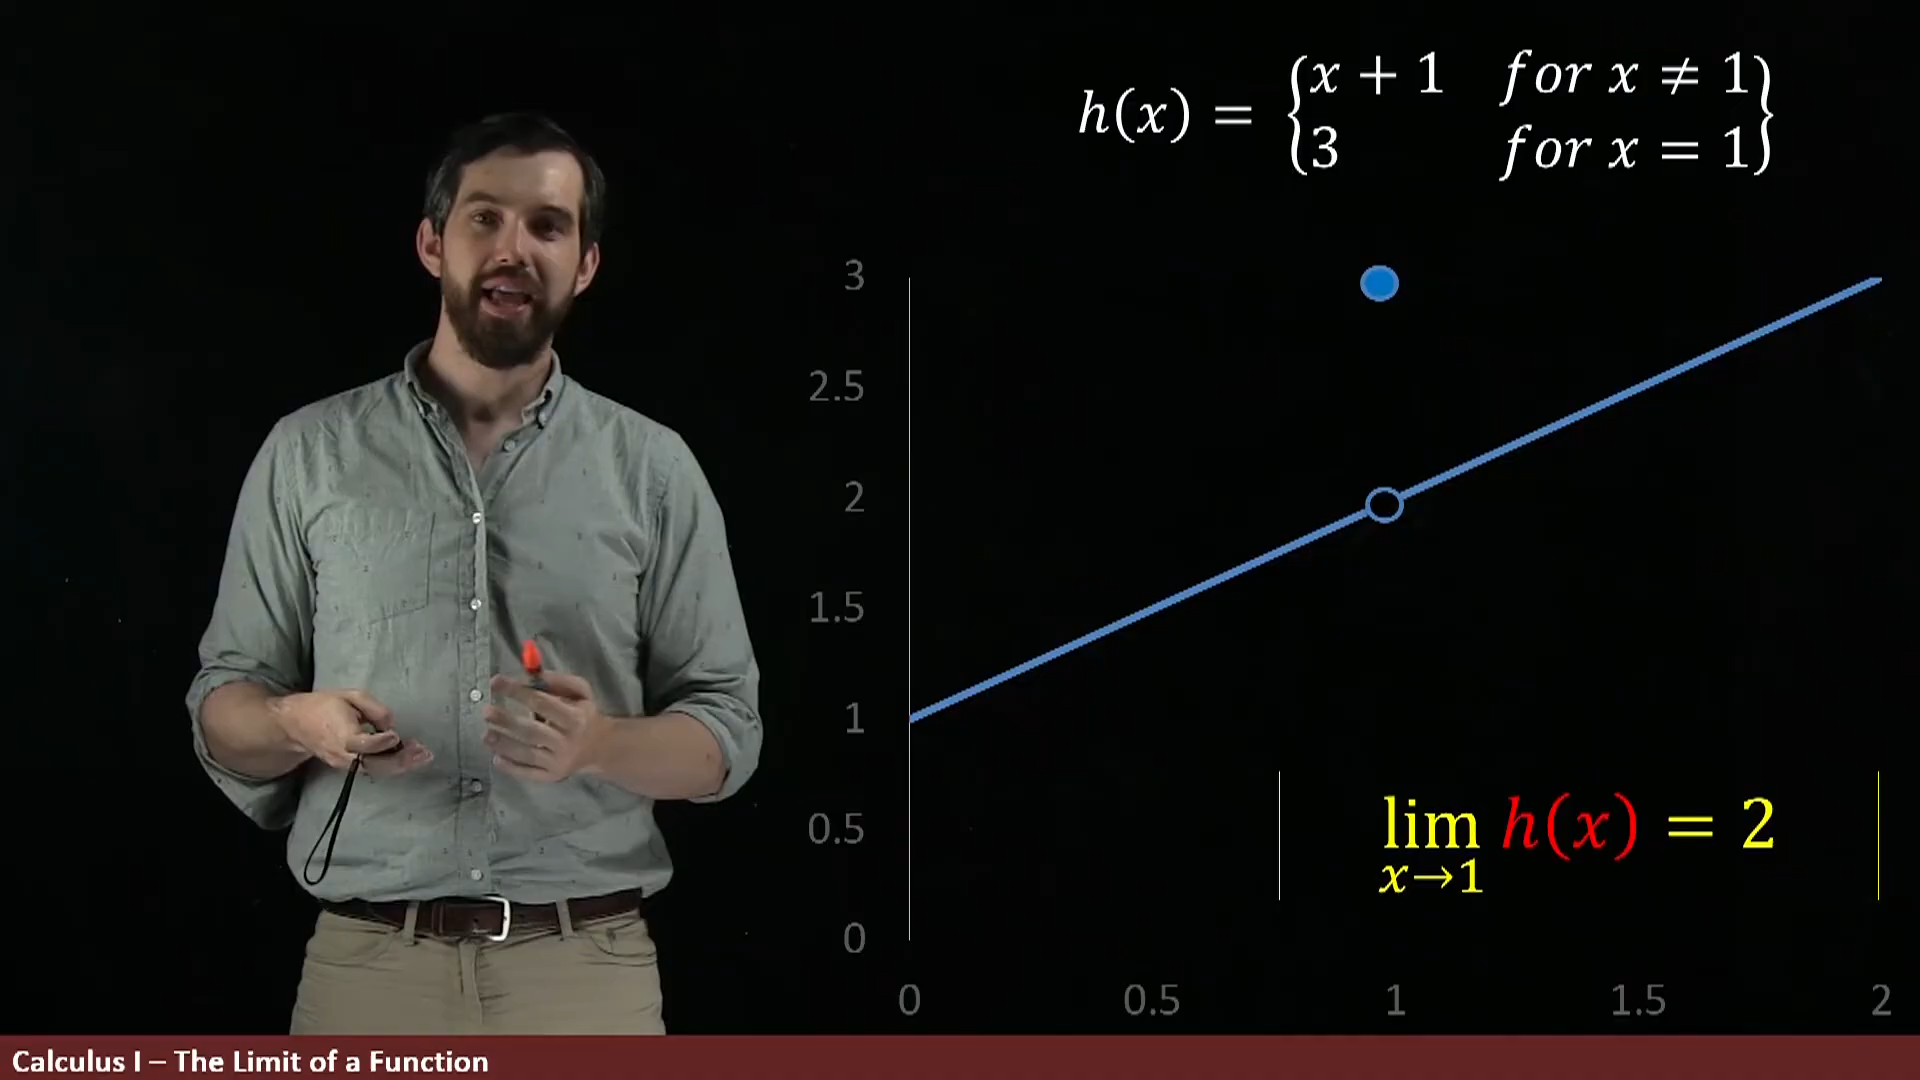 h(x) = {x + 1 for x ≠ 1}
{3 for x = 1}
3
2.5
2
1.5
1
0.5
0
0 0.5 1 1.5 2
lim h(x) = 2
x→1
Calculus I – The Limit of a Function